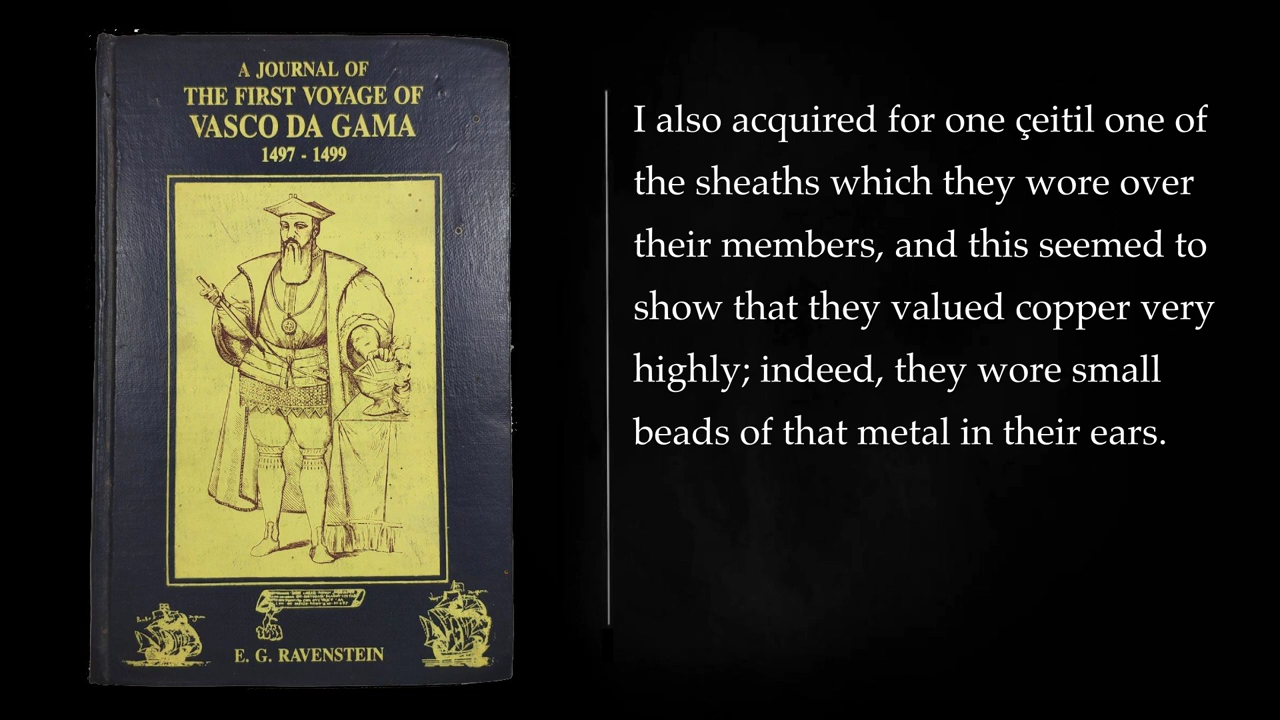 A JOURNAL OF
THE FIRST VOYAGE OF
VASCO DA GAMA
1497 - 1499
E. G. RAVENSTEIN
I also acquired for one çeitil one of
the sheaths which they wore over
their members, and this seemed to
show that they valued copper very
highly; indeed, they wore small
beads of that metal in their ears.